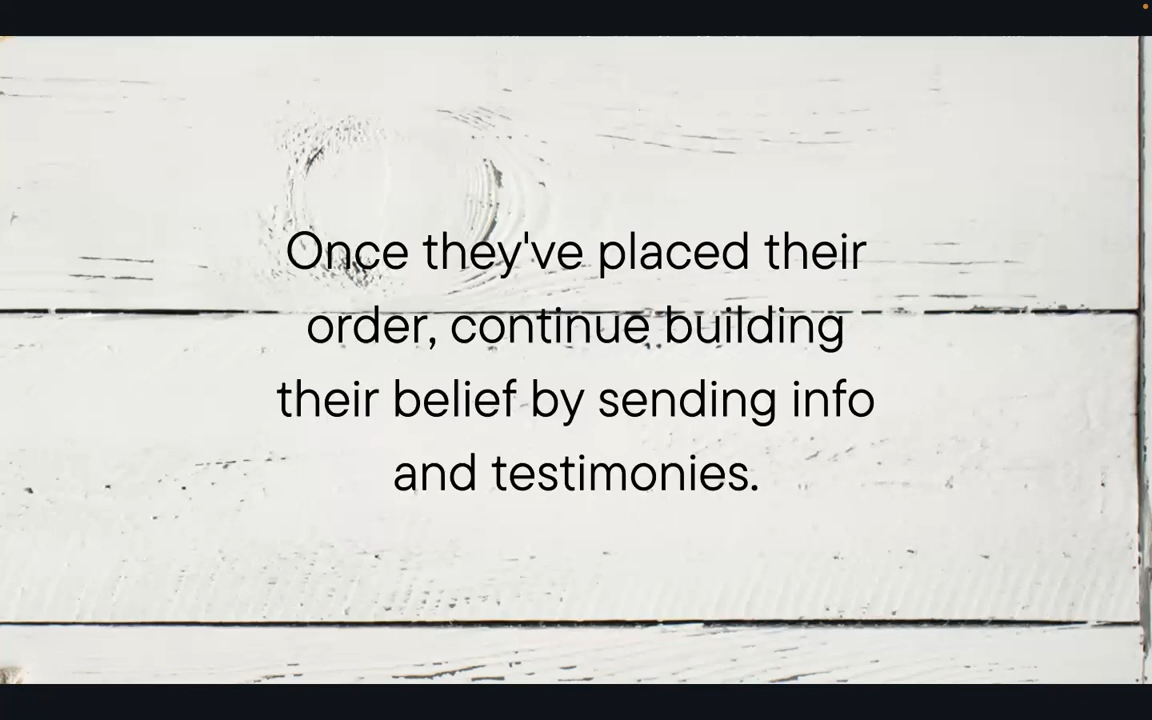 Once they've placed their
order, continue building
their belief by sending info
and testimonies.